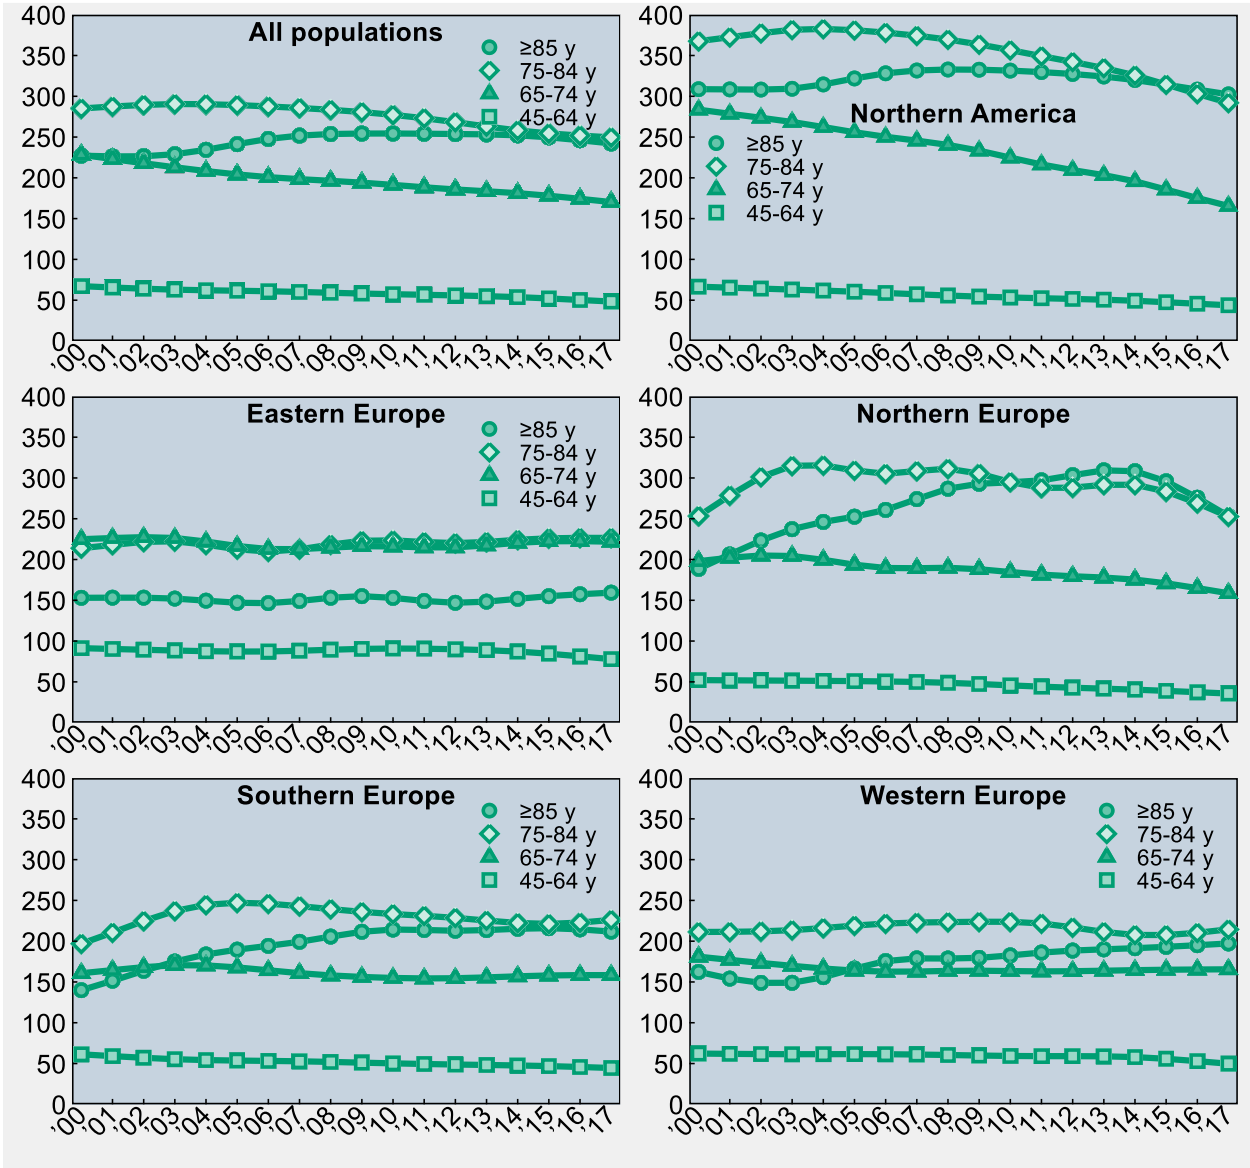 All populations
400
350
300
250
200
150
100
50
0
≥85 y
75-84 y
65-74 y
45-64 y
'00 '01 '02 '03 '04 '05 '06 '07 '08 '09 '10 '11 '12 '13 '14 '15 '16 '17
Northern America
400
350
300
250
200
150
100
50
0
≥85 y
75-84 y
65-74 y
45-64 y
'00 '01 '02 '03 '04 '05 '06 '07 '08 '09 '10 '11 '12 '13 '14 '15 '16 '17
Eastern Europe
400
350
300
250
200
150
100
50
0
≥85 y
75-84 y
65-74 y
45-64 y
'00 '01 '02 '03 '04 '05 '06 '07 '08 '09 '10 '11 '12 '13 '14 '15 '16 '17
Northern Europe
400
350
300
250
200
150
100
50
0
'00 '01 '02 '03 '04 '05 '06 '07 '08 '09 '10 '11 '12 '13 '14 '15 '16 '17
Southern Europe
400
350
300
250
200
150
100
50
0
≥85 y
75-84 y
65-74 y
45-64 y
'00 '01 '02 '03 '04 '05 '06 '07 '08 '09 '10 '11 '12 '13 '14 '15 '16 '17
Western Europe
400
350
300
250
200
150
100
50
0
≥85 y
75-84 y
65-74 y
45-64 y
'00 '01 '02 '03 '04 '05 '06 '07 '08 '09 '10 '11 '12 '13 '14 '15 '16 '17